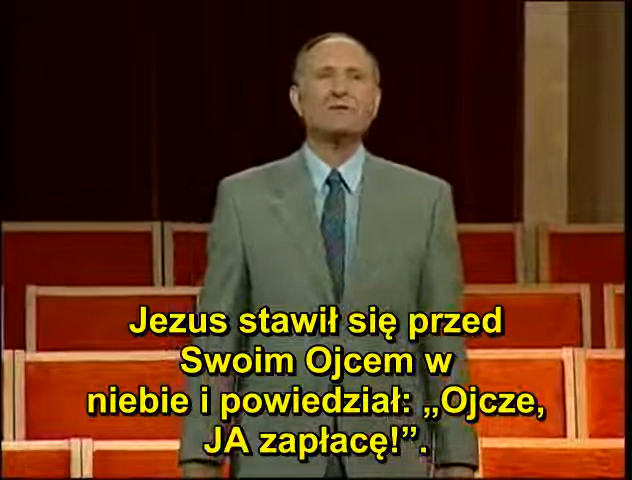 Jezus stawił się przed
Swoim Ojcem w
niebie i powiedział: „Ojcze,
JA zapłacę!”.